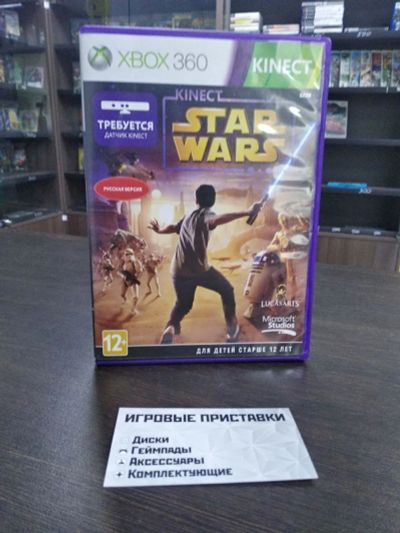 XBOX 360
KINECT
ТРЕБУЕТСЯ
ДАТЧИК KINECT
KINECT
STAR
WARS
РУССКАЯ ВЕРСИЯ
LUCASARTS
Microsoft
Studios
12+
ДЛЯ ДЕТЕЙ СТАРШЕ 12 ЛЕТ
ИГРОВЫЕ ПРИСТАВКИ
Диски
Геймпады
Аксессуары
Комплектующие